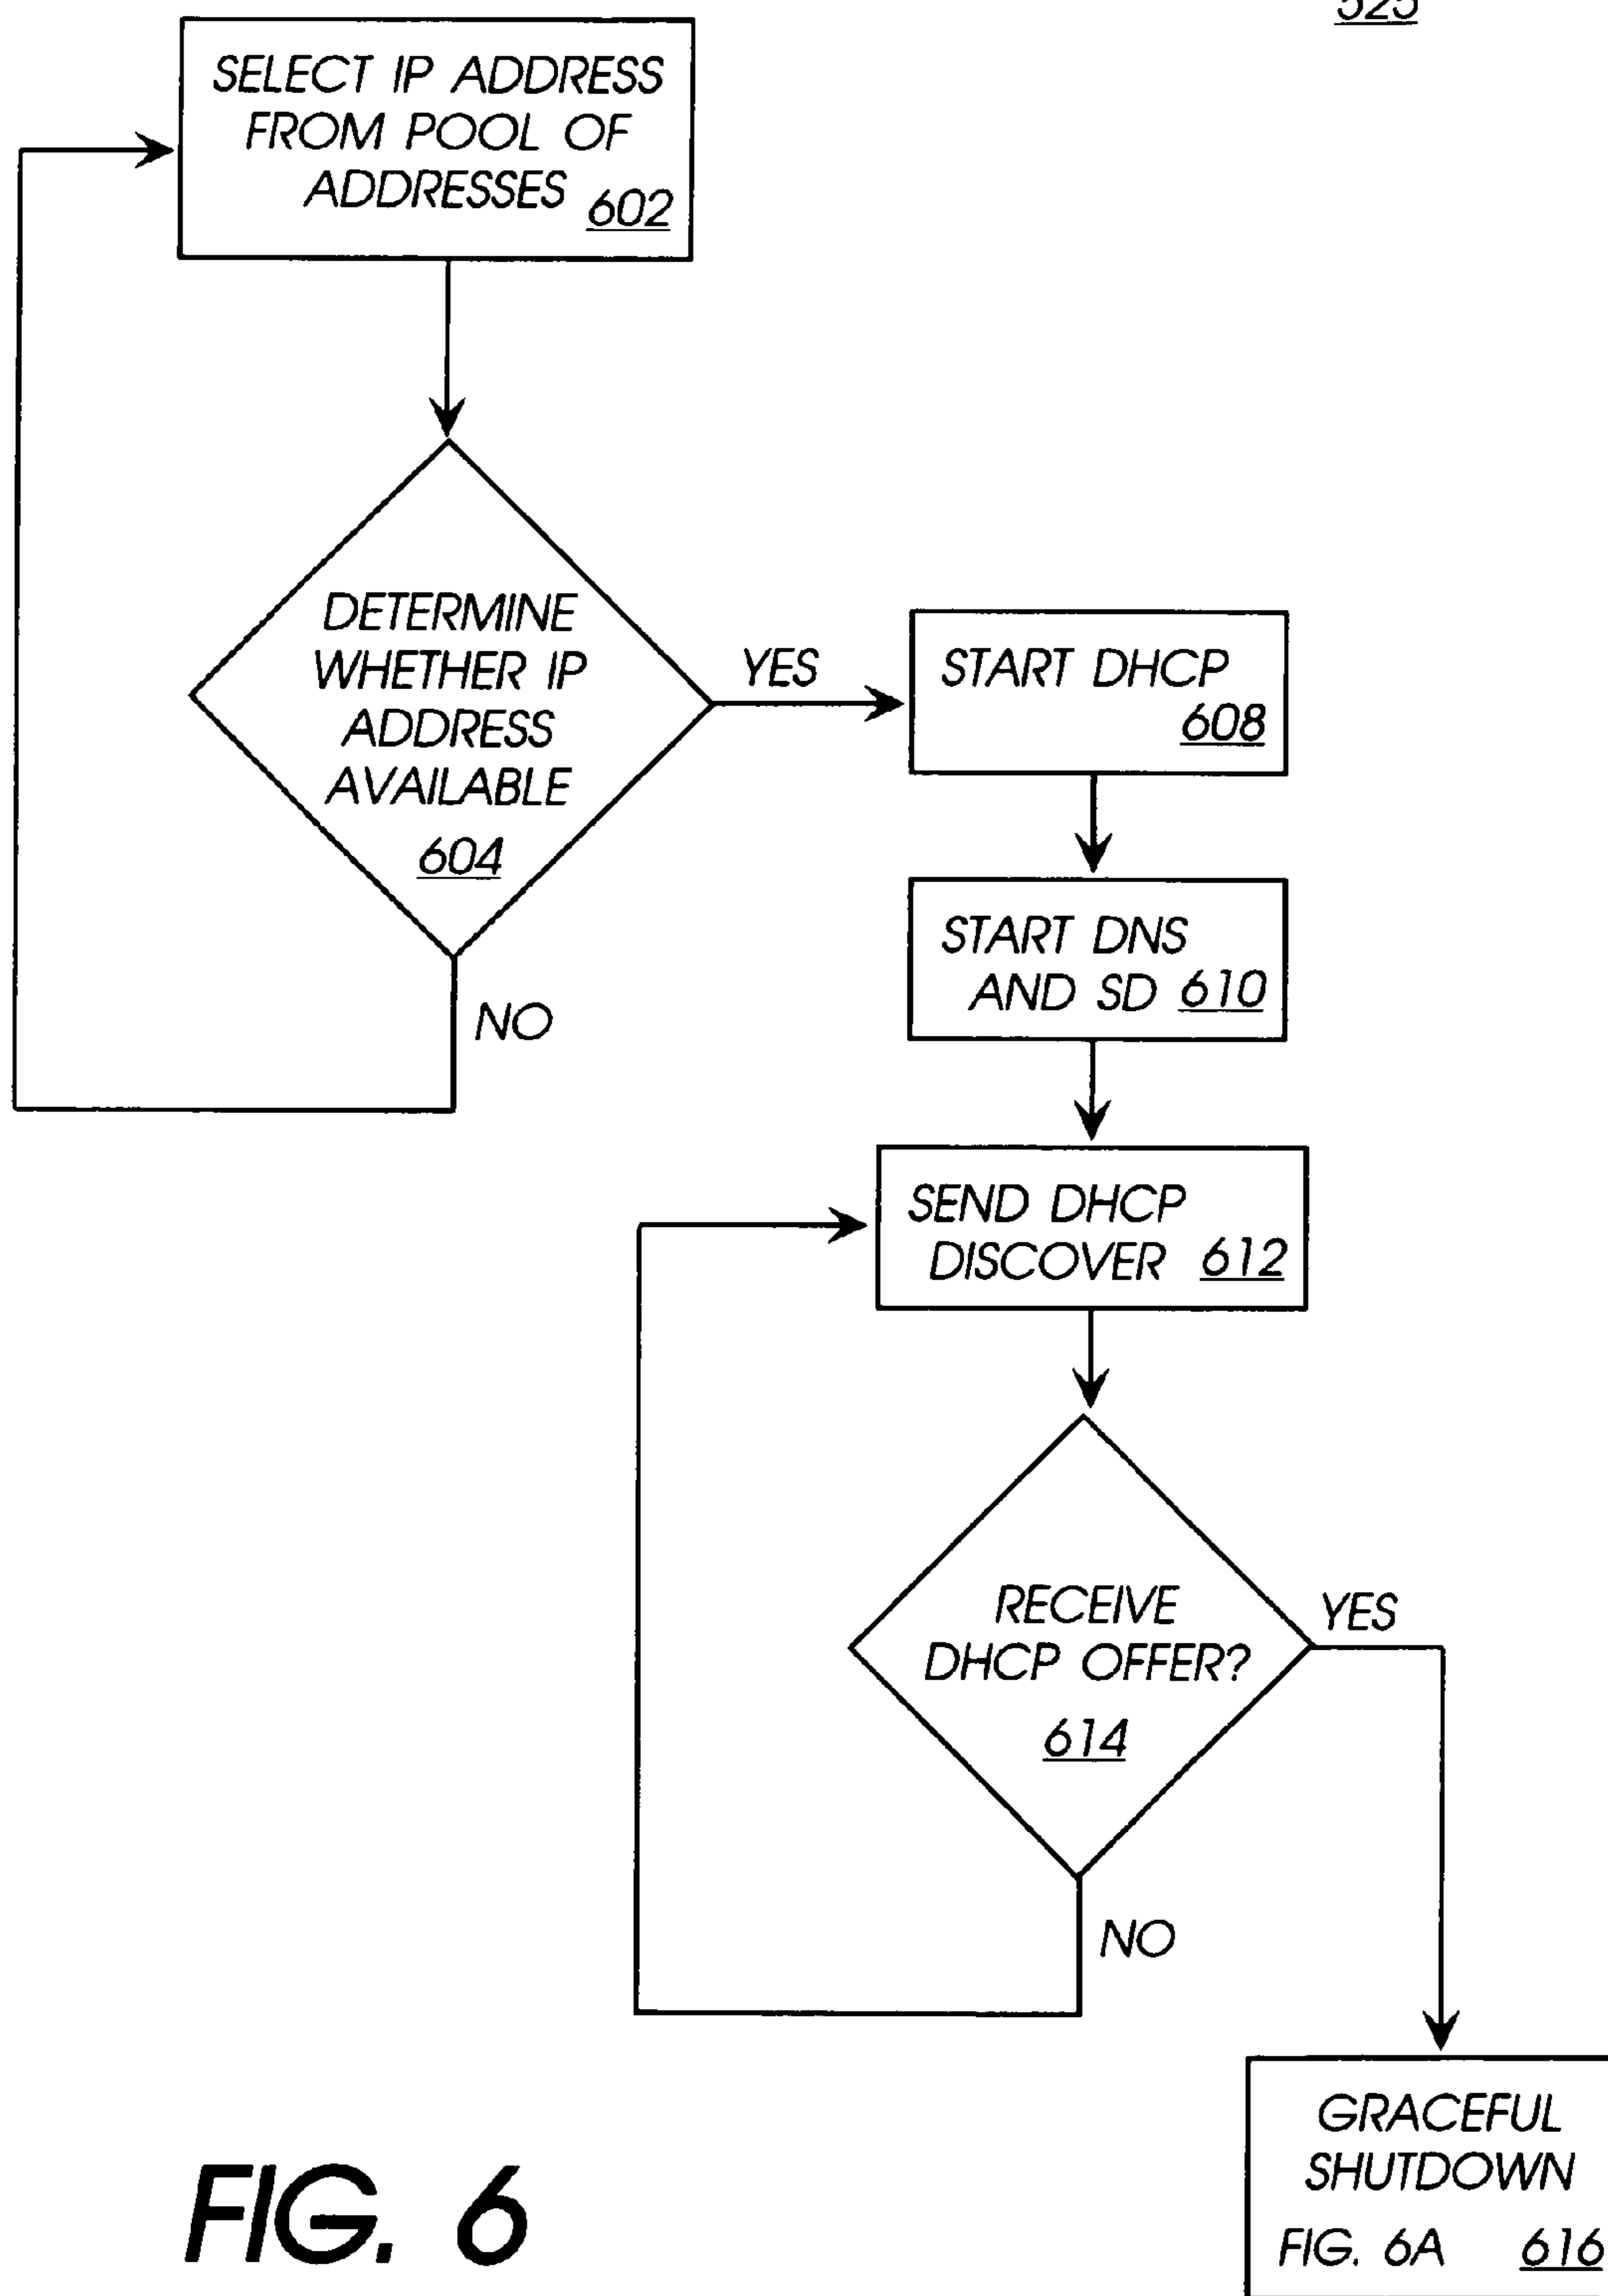 525
SELECT IP ADDRESS
FROM POOL OF
ADDRESSES 602
DETERMINE
WHETHER IP
ADDRESS
AVAILABLE
604
YES
NO
START DHCP
608
START DNS
AND SD 610
SEND DHCP
DISCOVER 612
RECEIVE
DHCP OFFER?
614
YES
NO
GRACEFUL
SHUTDOWN
FIG. 6A 616
FIG. 6